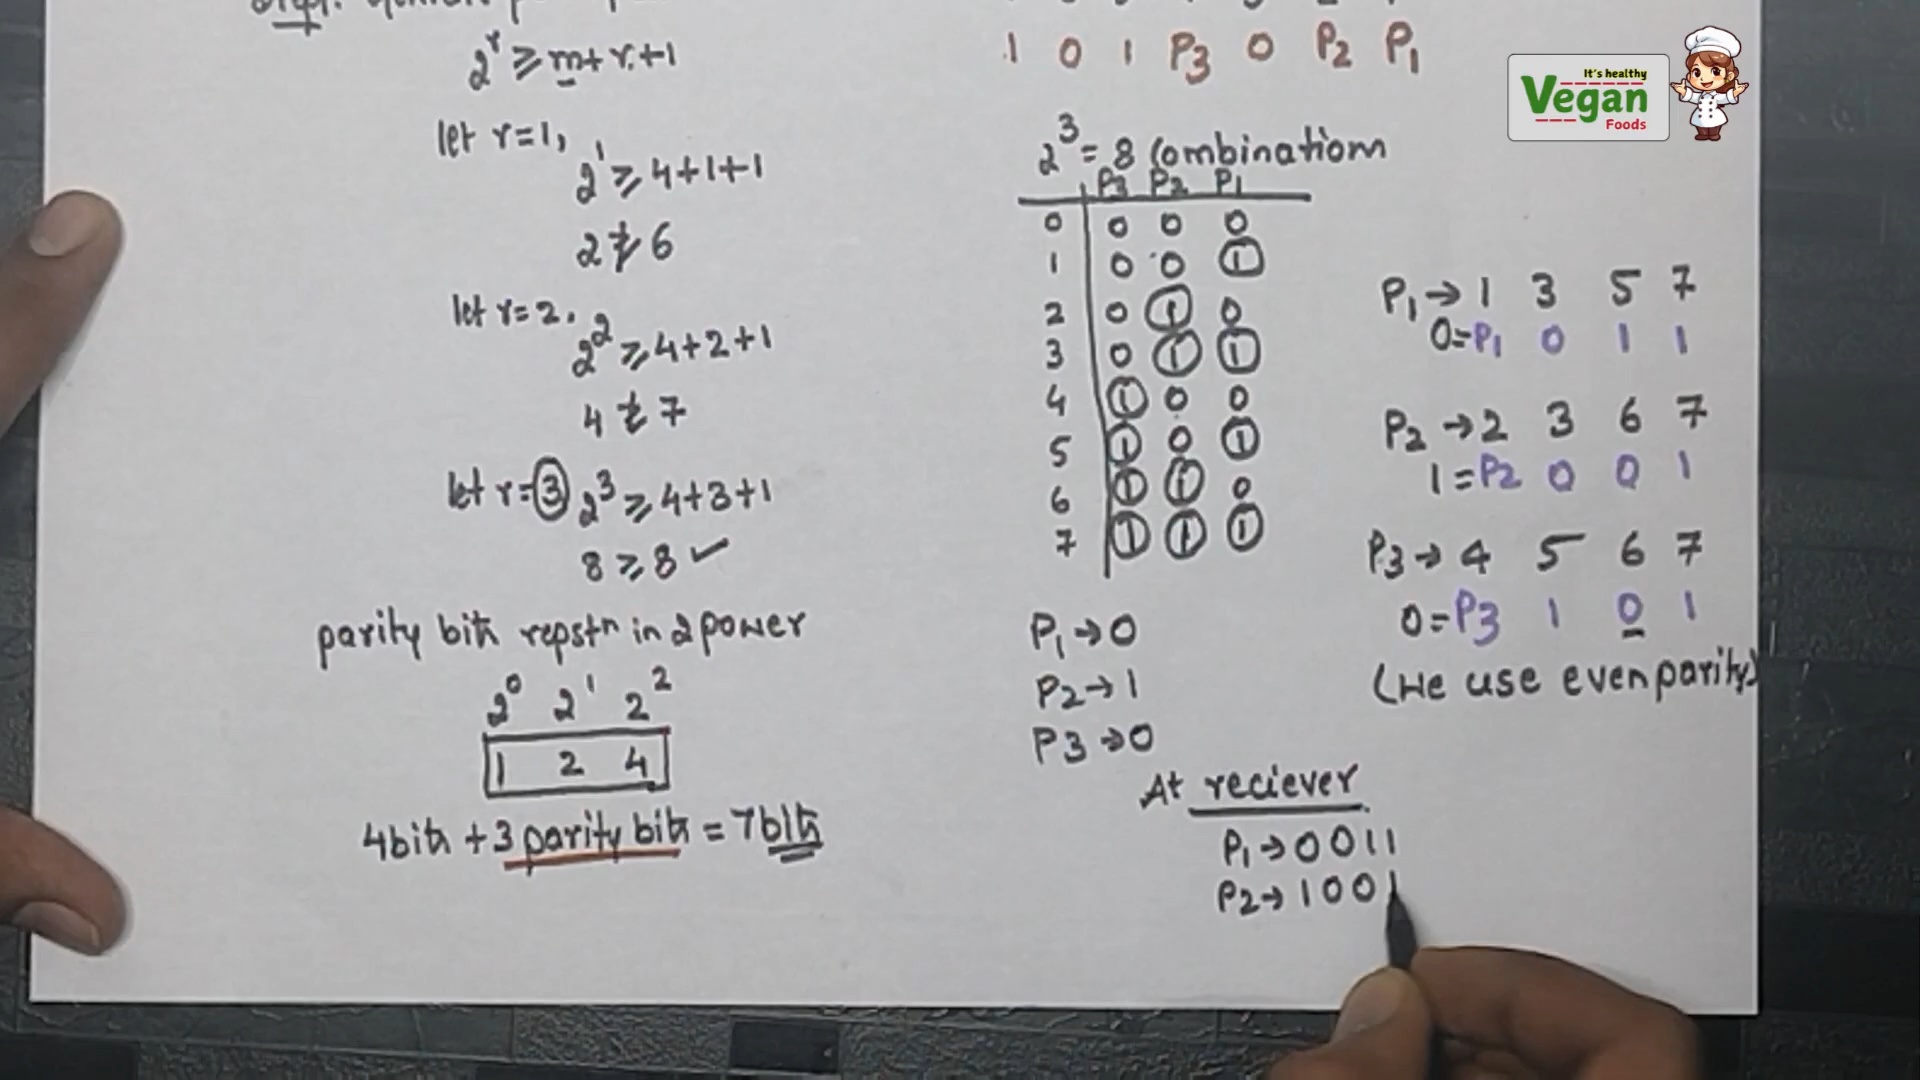 2^r ≥ m+r+1
let r=1,
2^1 ≥ 4+1+1
2 ≱ 6
let r=2,
2^2 ≥ 4+2+1
4 ≱ 7
let r=3 2^3 ≥ 4+3+1
8 ≥ 8 ✓
parity bits repstn in 2 power
2^0 2^1 2^2
1 2 4
4bits + 3 parity bits = 7bits
1 0 1 P3 0 P2 P1
2^3 = 8 Combinations
P3 P2 P1
0 0 0 0
1 0 0 1
2 0 1 0
3 0 1 1
4 1 0 0
5 1 0 1
6 1 1 0
7 1 1 1
P1→0
P2→1
P3→0
P1→1 3 5 7
0=P1 0 1 1
P2→2 3 6 7
1=P2 0 0 1
P3→4 5 6 7
0=P3 1 0 1
(We use even parity)
At reciever
P1→0011
P2→1001
It's healthy
Vegan
Foods